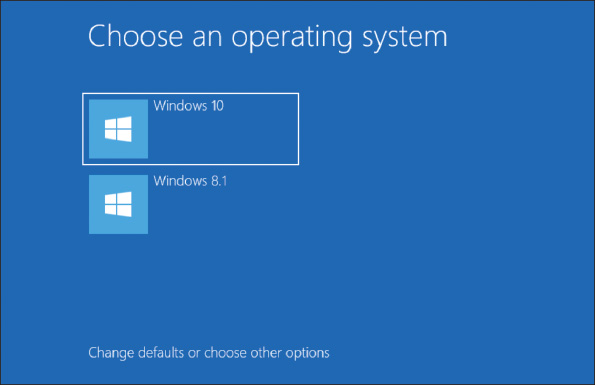 Choose an operating system
Windows 10
Windows 8.1
Change defaults or choose other options